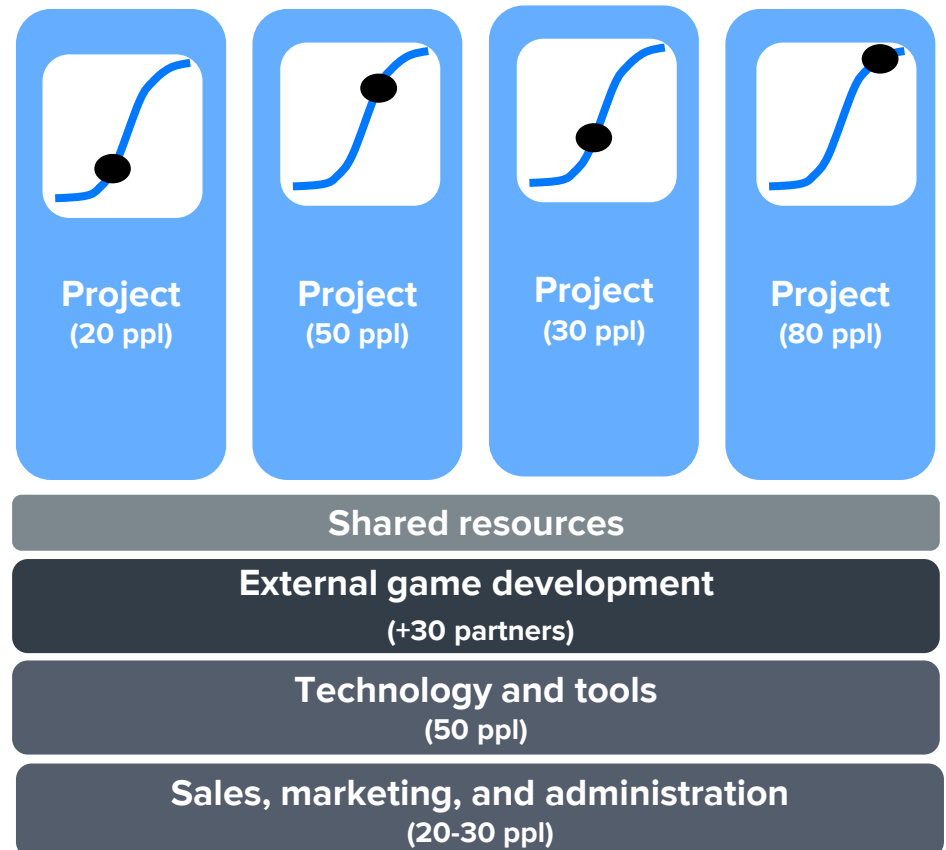 Project
(20 ppl)
Project
(50 ppl)
Project
(30 ppl)
Project
(80 ppl)
Shared resources
External game development
(+30 partners)
Technology and tools
(50 ppl)
Sales, marketing, and administration
(20-30 ppl)